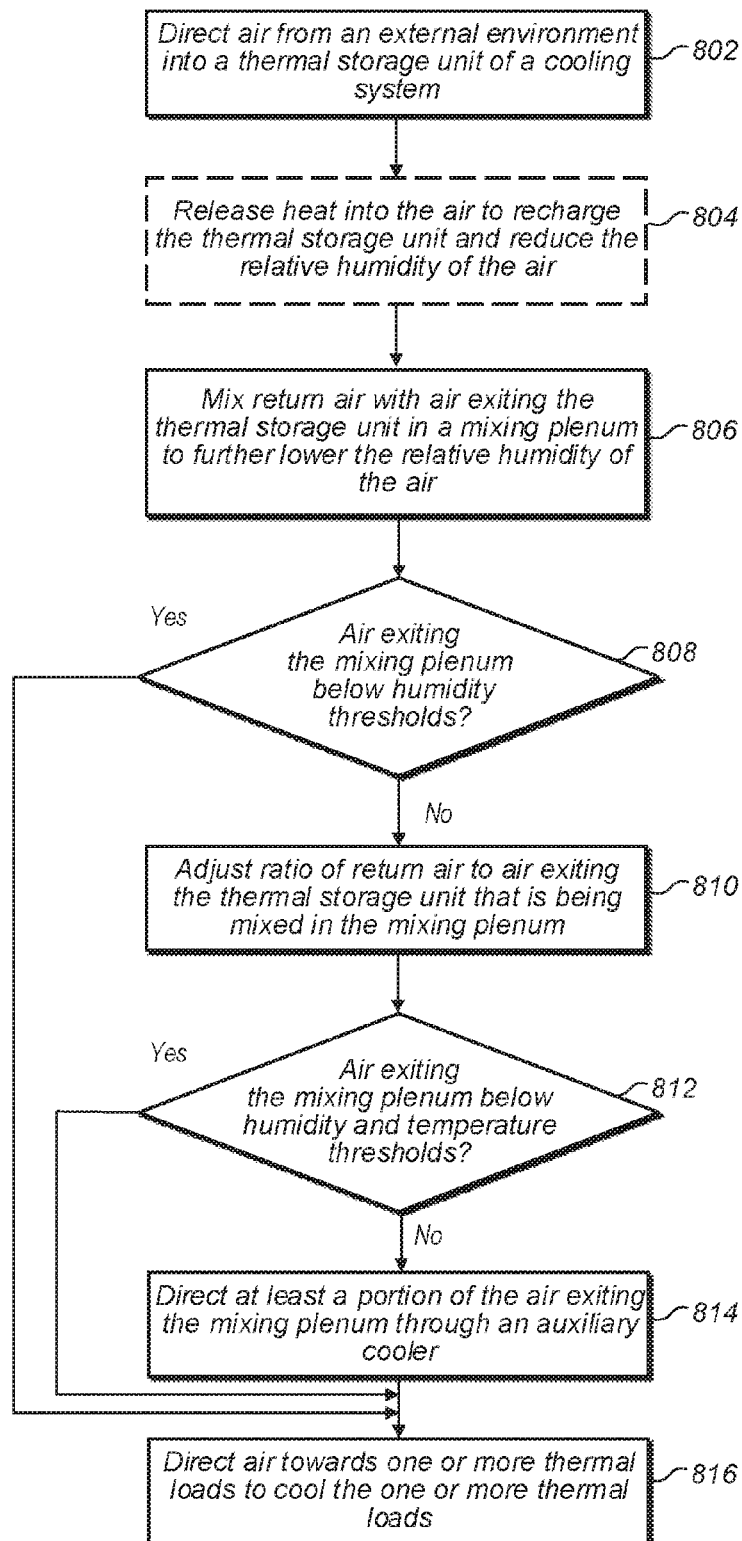 Direct air from an external environment
into a thermal storage unit of a cooling
system
802
Release heat into the air to recharge
the thermal storage unit and reduce the
relative humidity of the air
804
Mix return air with air exiting the
thermal storage unit in a mixing plenum
to further lower the relative humidity of
the air
806
Yes
Air exiting
the mixing plenum
below humidity
thresholds?
808
No
Adjust ratio of return air to air exiting
the thermal storage unit that is being
mixed in the mixing plenum
810
Yes
Air exiting
the mixing plenum below
humidity and temperature
thresholds?
812
No
Direct at least a portion of the air exiting
the mixing plenum through an auxiliary
cooler
814
Direct air towards one or more thermal
loads to cool the one or more thermal
loads
816